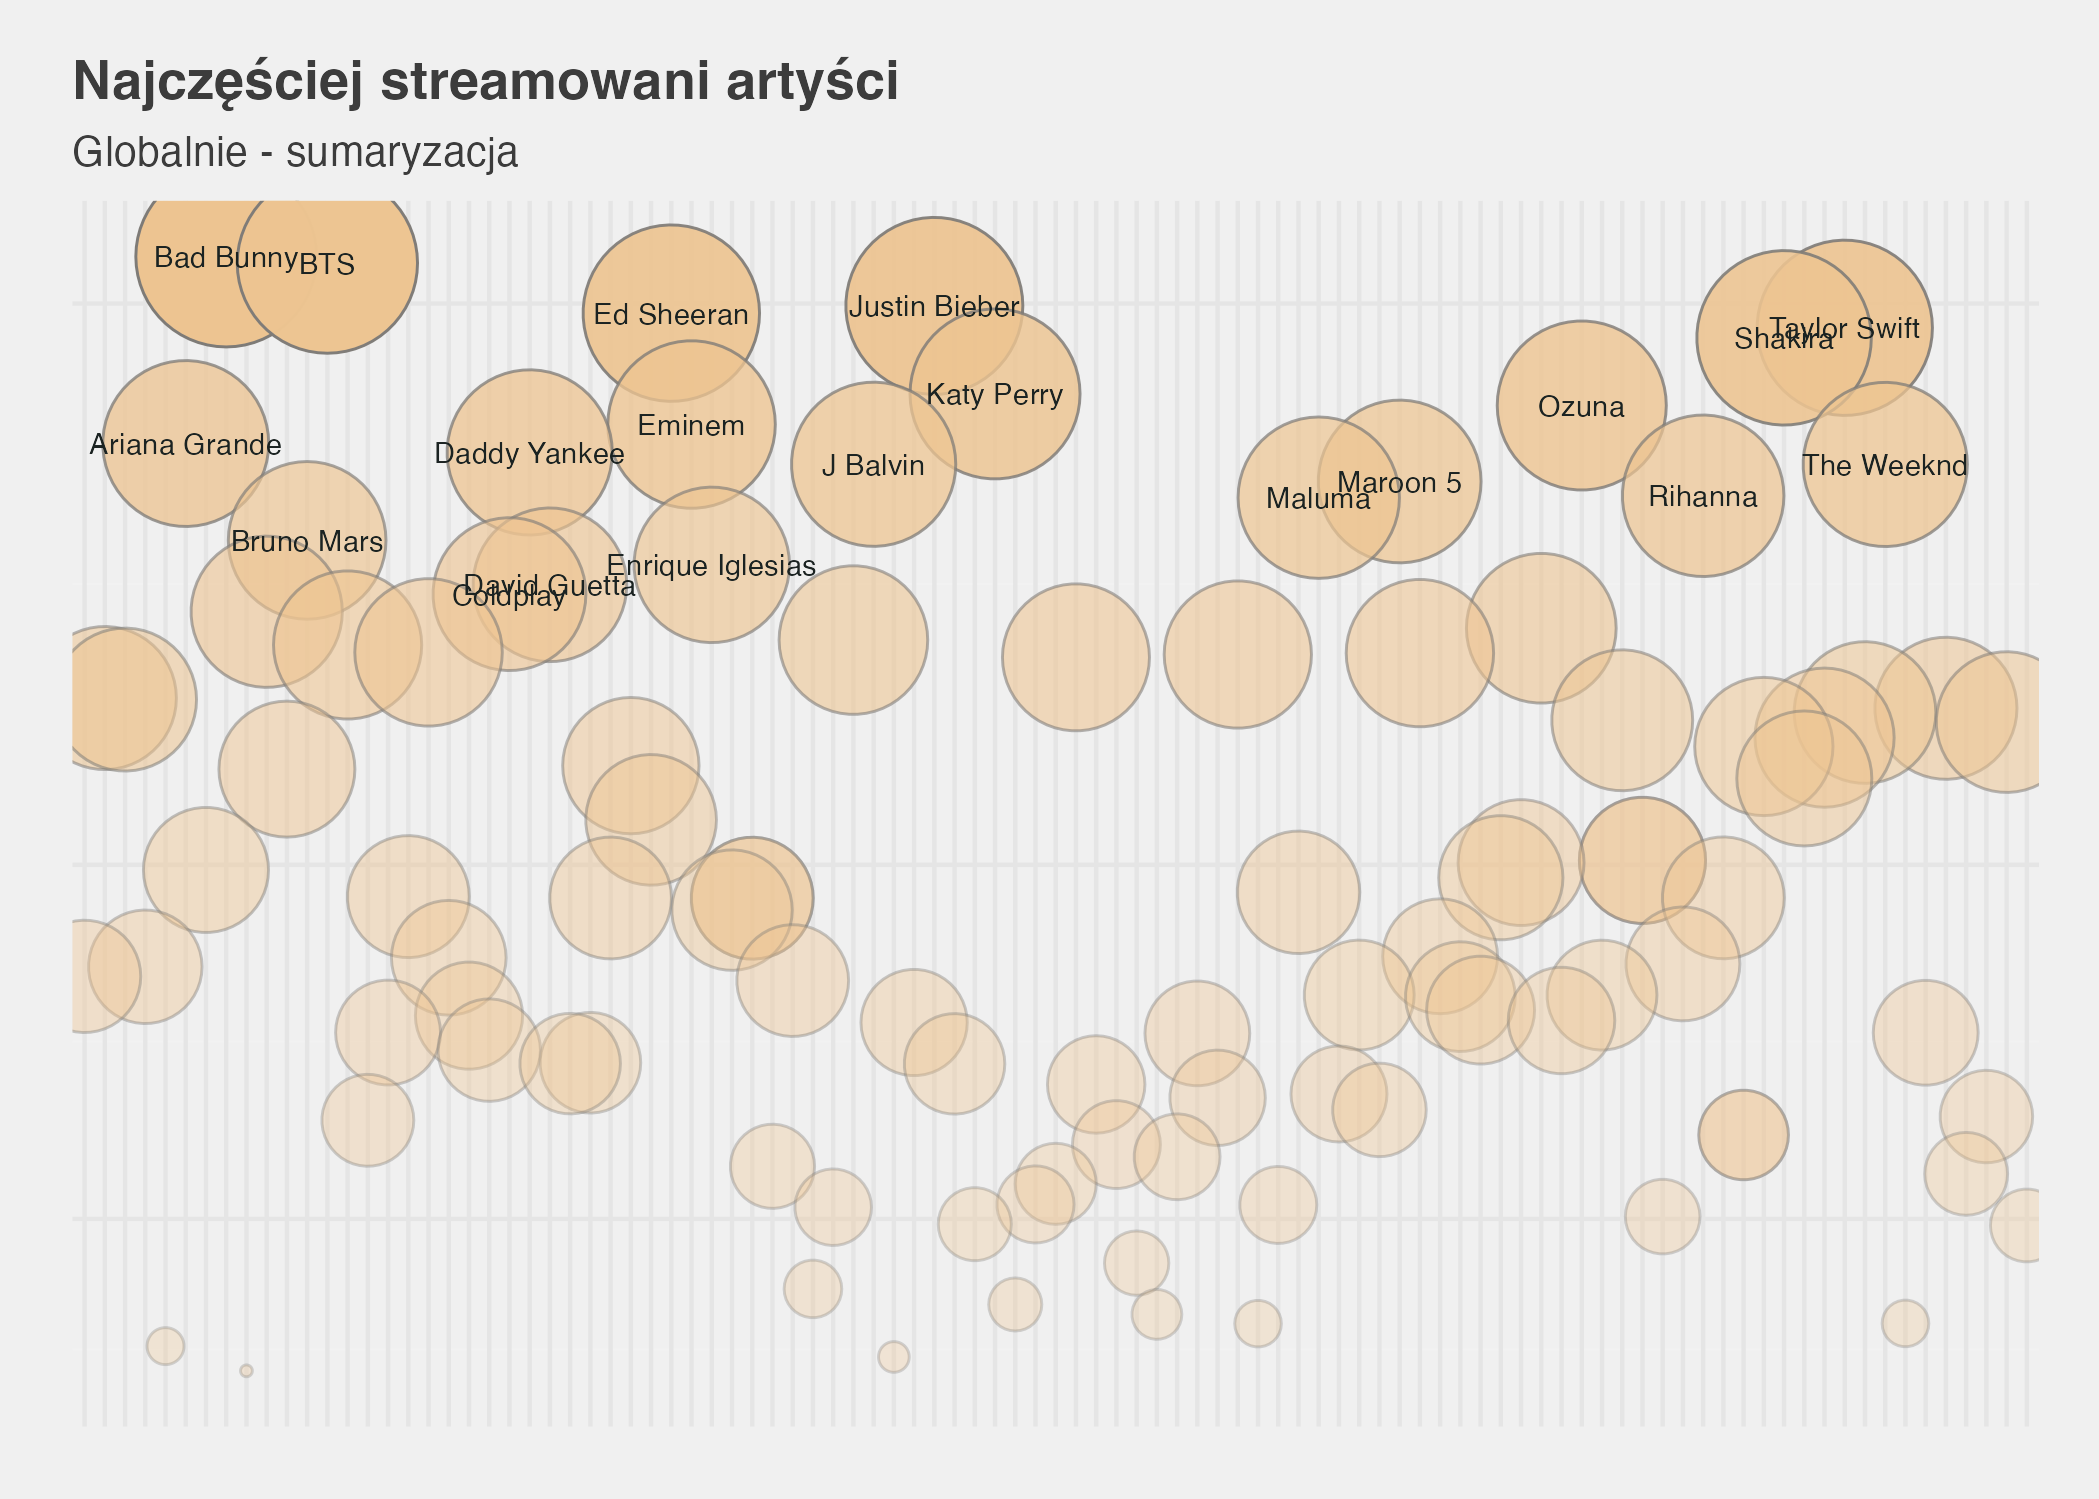 Najczęściej streamowani artyści
Globalnie - sumaryzacja
Bad Bunny
BTS
Ed Sheeran
Justin Bieber
Taylor Swift
Shakira
Katy Perry
Ozuna
Eminem
Ariana Grande
Daddy Yankee
J Balvin
The Weeknd
Maroon 5
Maluma
Rihanna
Bruno Mars
Enrique Iglesias
David Guetta
Coldplay